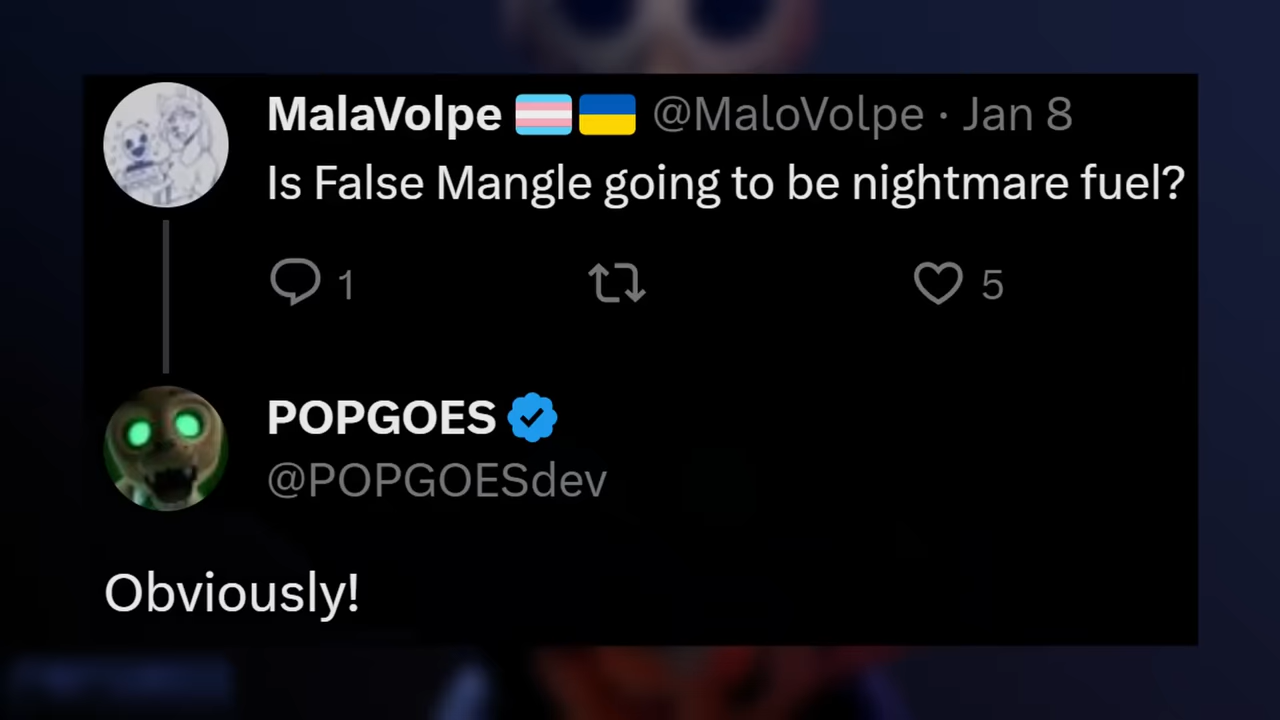 MalaVolpe 🏳️‍⚧️🇺🇦 @MaloVolpe · Jan 8
Is False Mangle going to be nightmare fuel?
1 5
POPGOES
@POPGOESdev
Obviously!